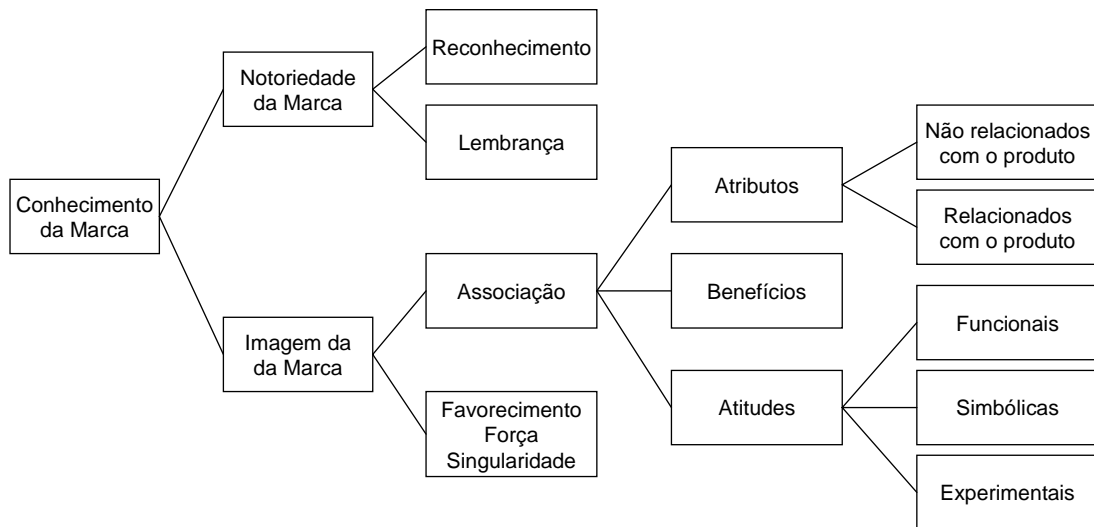 Conhecimento
da Marca
Notoriedade
da Marca
Reconhecimento
Lembrança
Imagem da
da Marca
Associação
Favorecimento
Força
Singularidade
Atributos
Não relacionados
com o produto
Relacionados
com o produto
Benefícios
Atitudes
Funcionais
Simbólicas
Experimentais